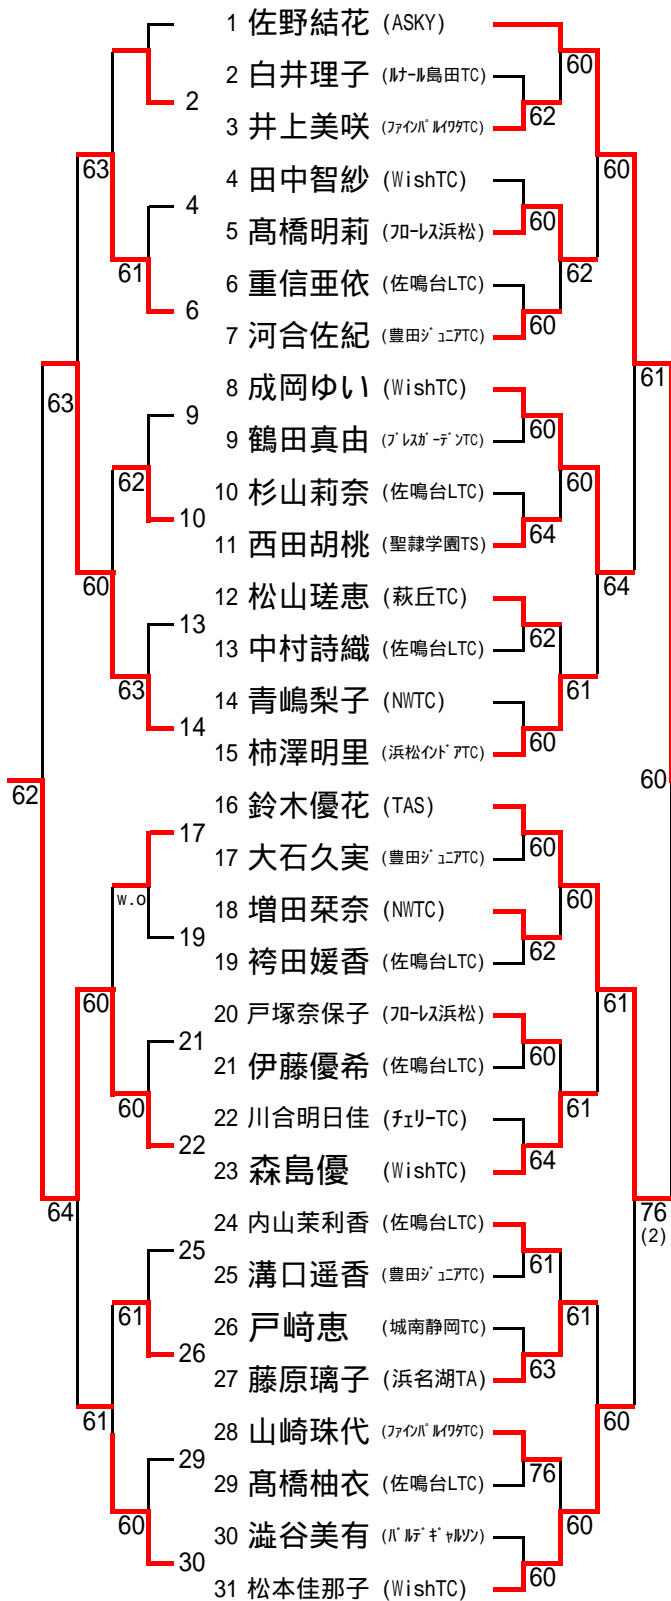 1 佐野結花 (ASKY)
60
2 白井理子 (ルナール島田TC)
2
62
3 井上美咲 (ファインパルイワタTC)
63
60
4 田中智紗 (WishTC)
4
60
5 髙橋明莉 (フローレス浜松)
61
62
6 重信亜依 (佐鳴台LTC)
6
60
7 河合佐紀 (豊田ジュニアTC)
63
61
8 成岡ゆい (WishTC)
9
60
9 鶴田真由 (ブレスガーデンTC)
62
60
10 杉山莉奈 (佐鳴台LTC)
10
64
11 西田胡桃 (聖隷学園TS)
60
64
12 松山瑳恵 (萩丘TC)
13
62
13 中村詩織 (佐鳴台LTC)
63
61
14 青嶋梨子 (NWTC)
14
60
15 柿澤明里 (浜松インドアTC)
62
60
16 鈴木優花 (TAS)
17
60
17 大石久実 (豊田ジュニアTC)
w.o
60
18 増田栞奈 (NWTC)
19
62
19 袴田媛香 (佐鳴台LTC)
60
61
20 戸塚奈保子 (フローレス浜松)
21
60
21 伊藤優希 (佐鳴台LTC)
60
61
22 川合明日佳 (チェリーTC)
22
64
23 森島優 (WishTC)
64
76
(2)
24 内山茉利香 (佐鳴台LTC)
25
61
25 溝口遥香 (豊田ジュニアTC)
61
61
26 戸﨑恵 (城南静岡TC)
26
63
27 藤原璃子 (浜名湖TA)
61
60
28 山崎珠代 (ファインパルイワタTC)
29
76
29 髙橋柚衣 (佐鳴台LTC)
60
60
30 澁谷美有 (パルデギャルソン)
30
60
31 松本佳那子 (WishTC)